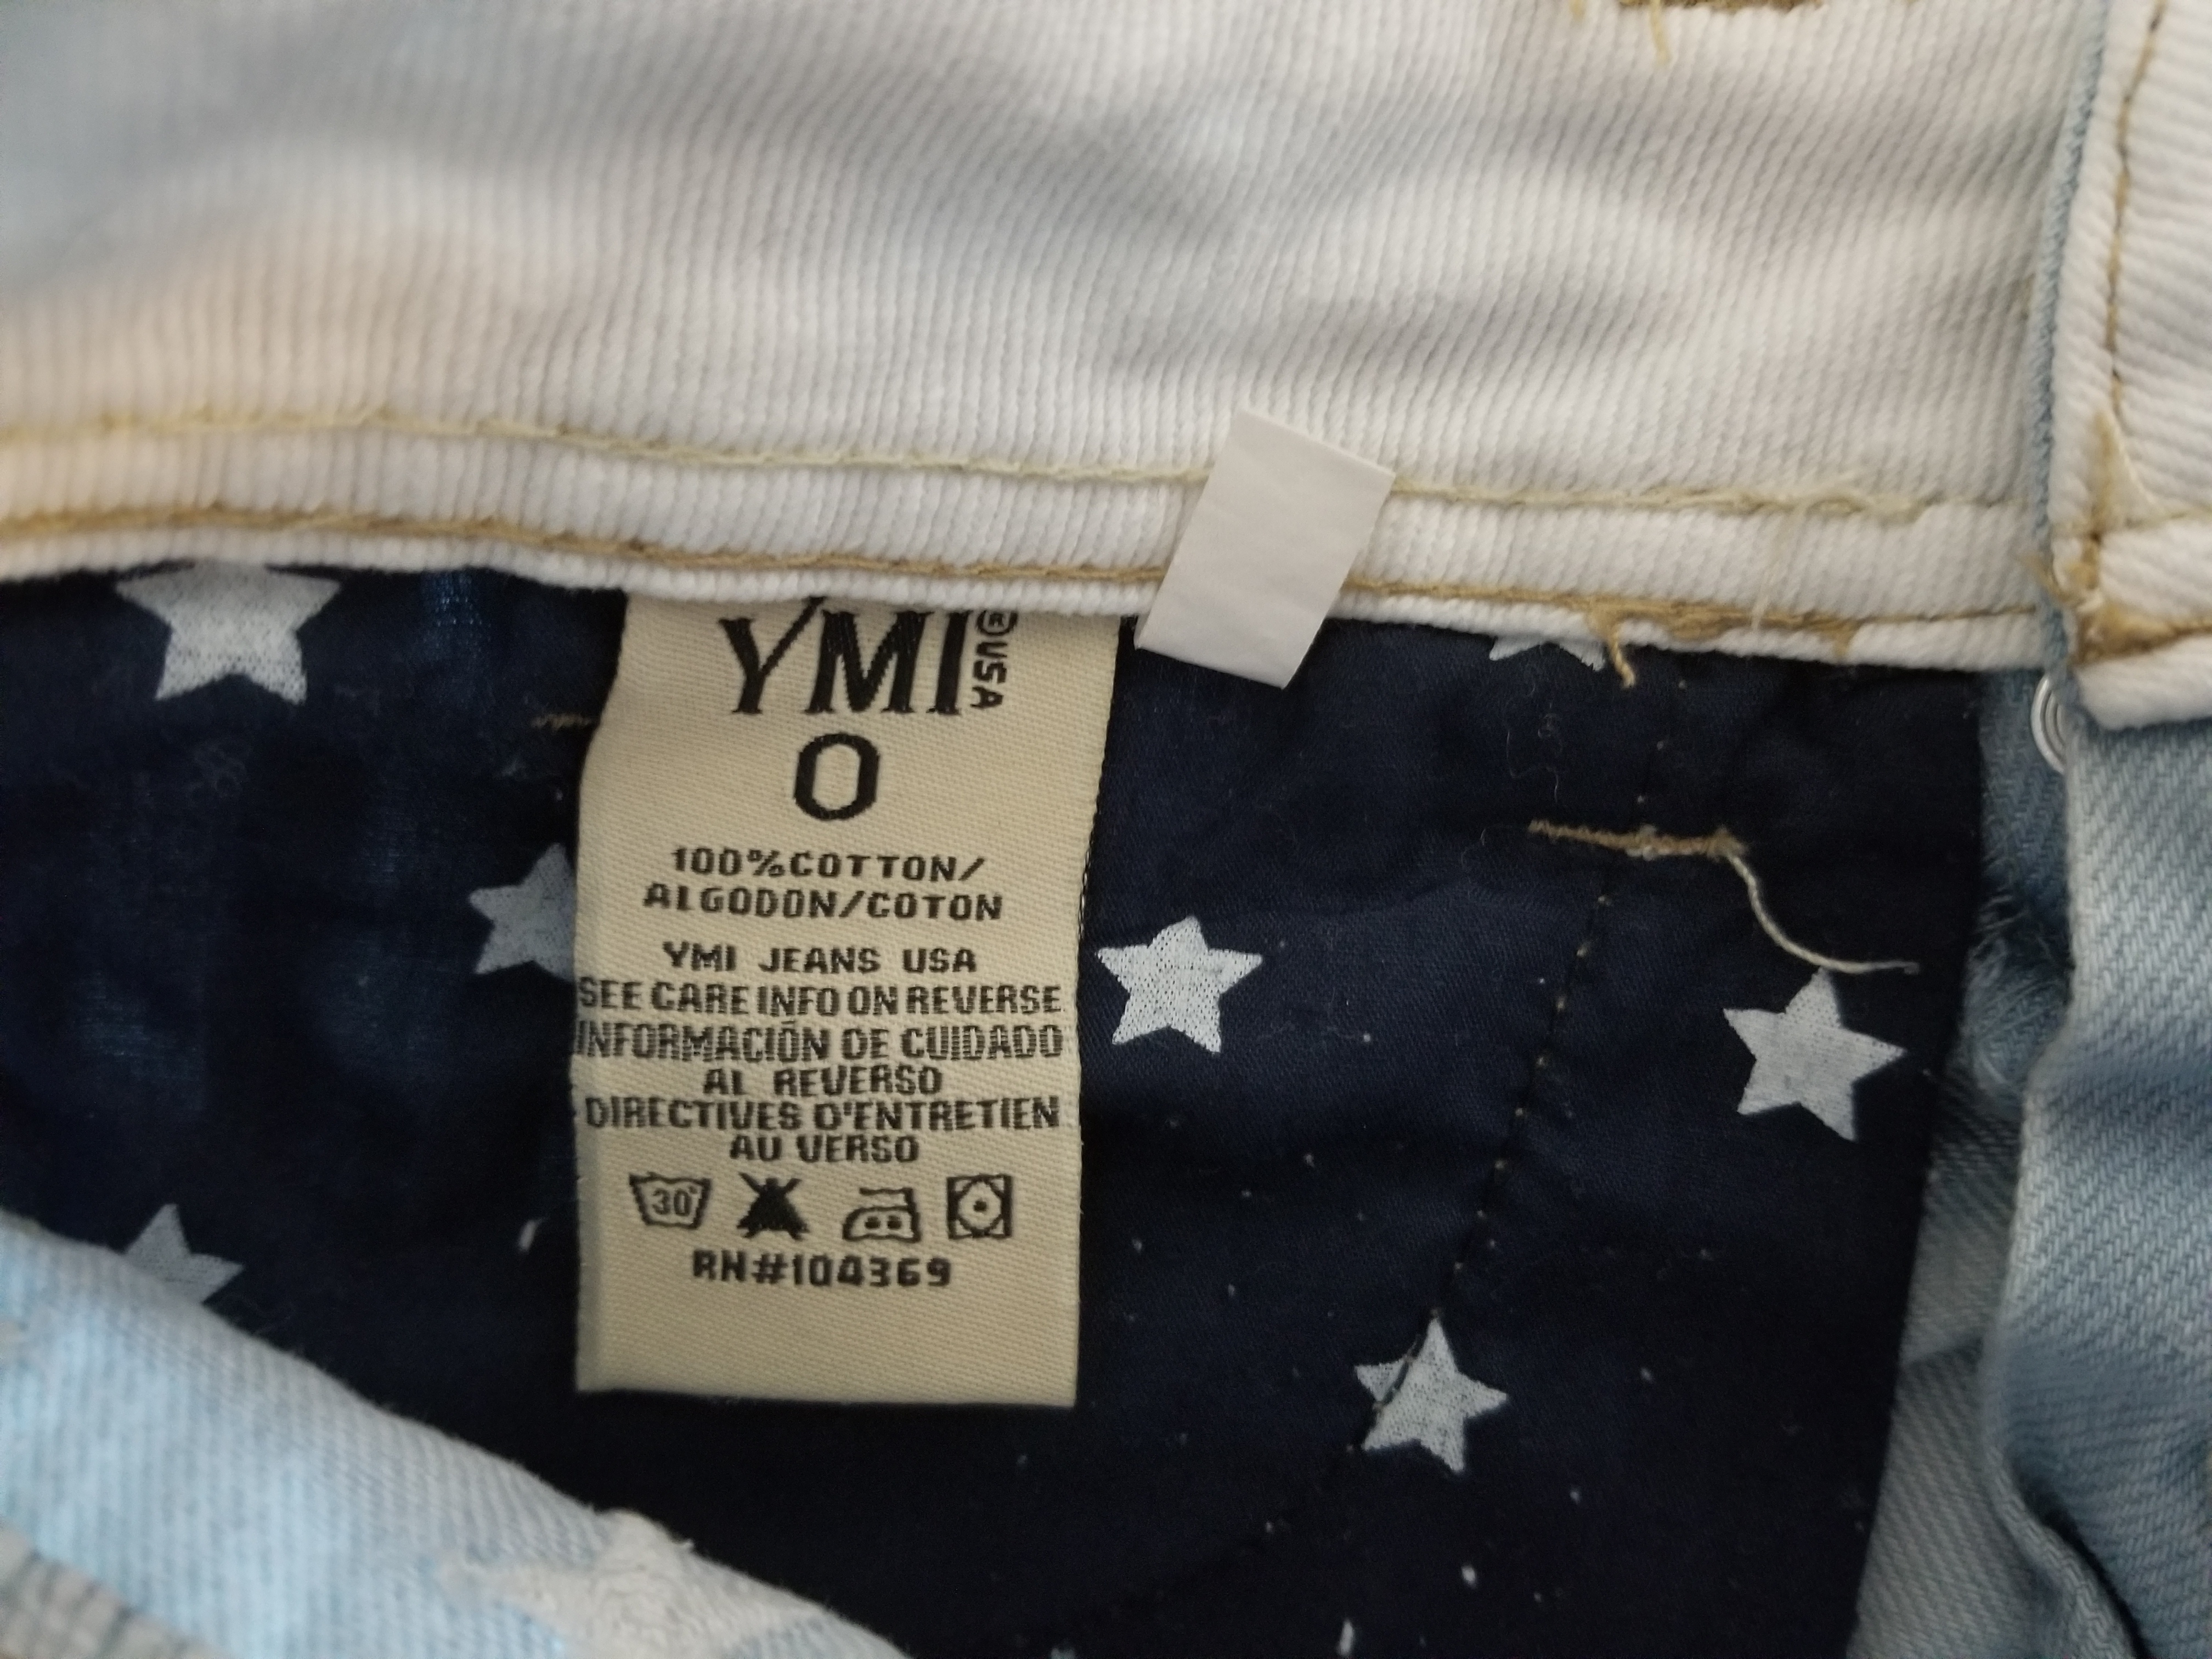 YMI ® USA
0
100%COTTON/
ALGODON/COTON
YMI JEANS USA
SEE CARE INFO ON REVERSE
INFORMACIÓN DE CUIDADO
AL REVERSO
DIRECTIVES D'ENTRETIEN
AU VERSO
30°
RN#104369